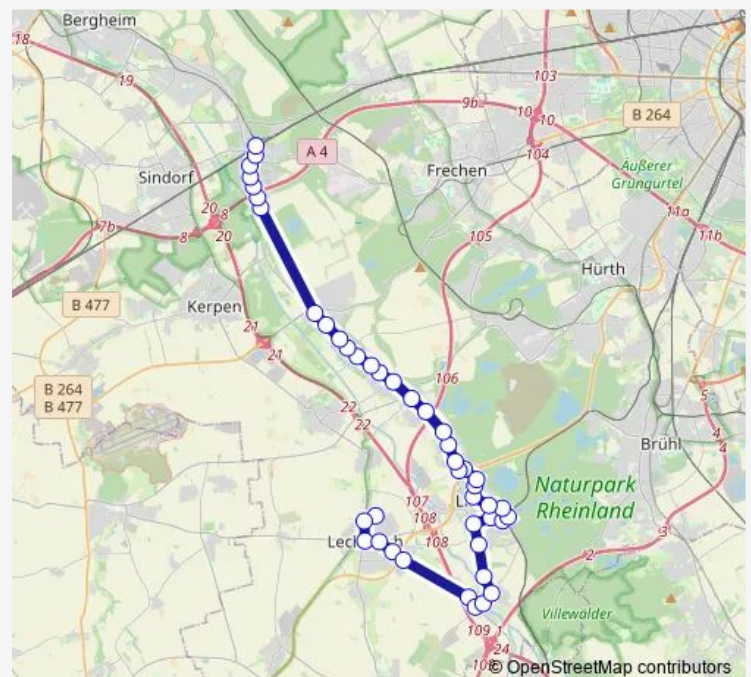 Bergheim
18
103
19
9b
10
10
B 264
A 4
104
Frechen
Äußerer
Grüngürtel
Sindorf
20
8
7b
8
20
11a
11b
105
Hürth
B 477
Kerpen
21
21
106
B 264
B 477
22
22
5
4
4
Brühl
Naturpark
Rheinland
107
108
108
3
2
Villewälder
109
1
24
© OpenStreetMap contributors